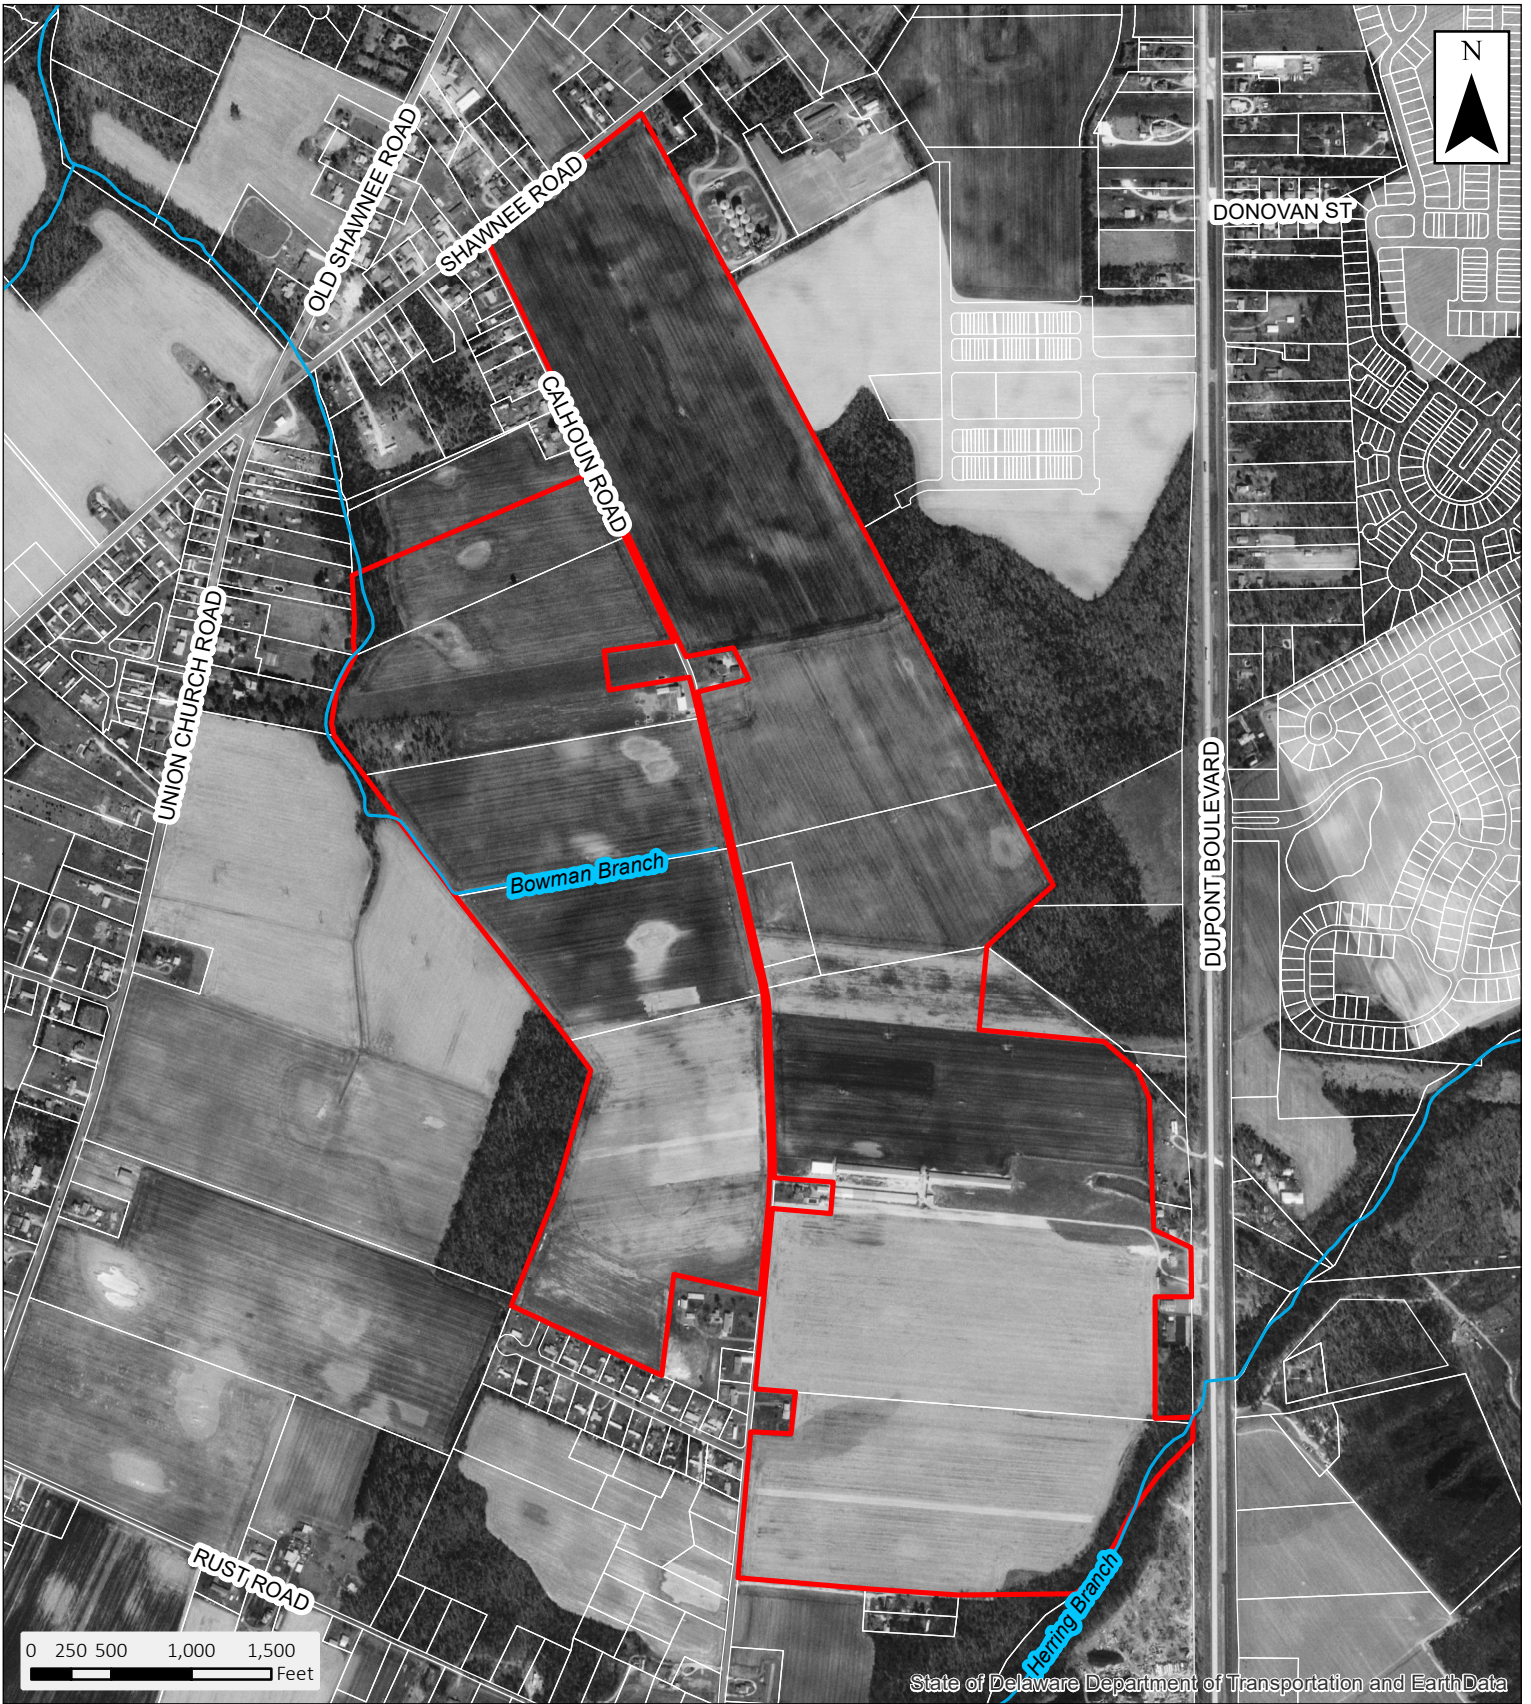 N
OLD SHAWNEE ROAD
SHAWNEE ROAD
DONOVAN ST
CALHOUN ROAD
UNION CHURCH ROAD
DUPONT BOULEVARD
Bowman Branch
RUST ROAD
Herring Branch
0 250 500 1,000 1,500
Feet
State of Delaware Department of Transportation and EarthData